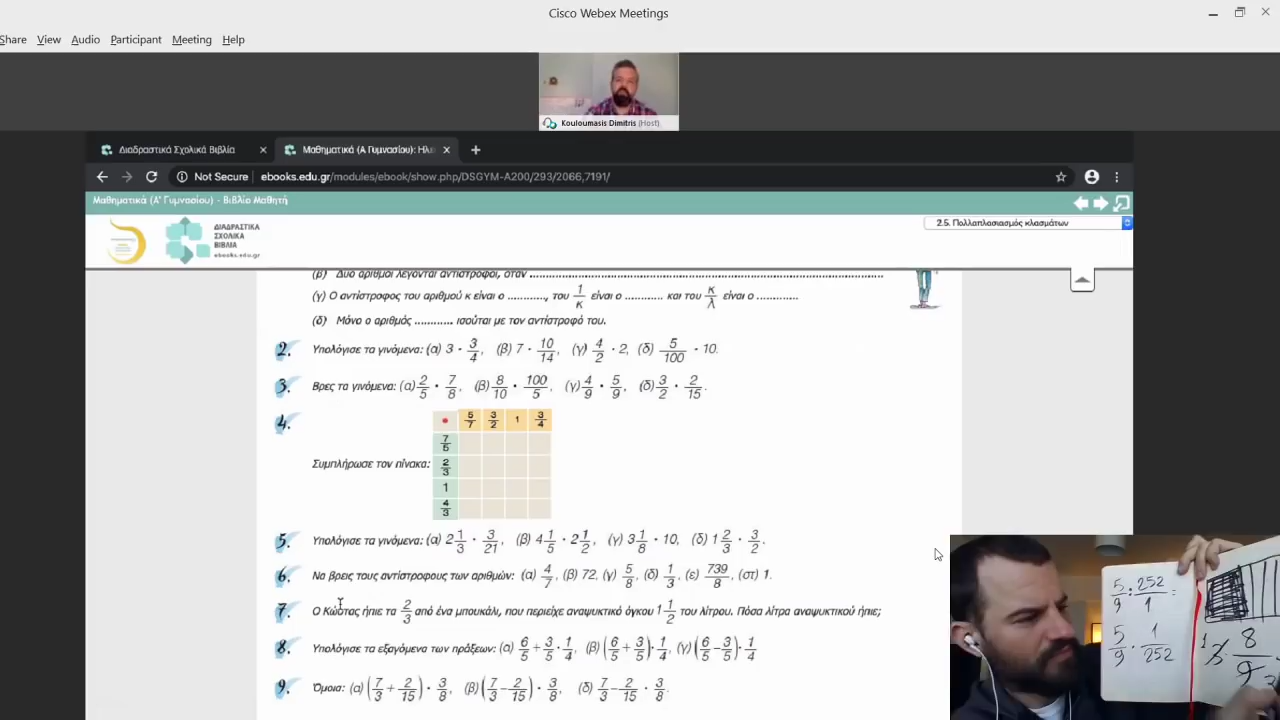 Cisco Webex Meetings
Share View Audio Participant Meeting Help
Kouloumasis Dimitris (Host)
Διαδραστικά Σχολικά Βιβλία
Μαθηματικά (Α Γυμνασίου): Ηλε
Not Secure ebooks.edu.gr/modules/ebook/show.php/DSGYM-A200/293/2066,7191/
Μαθηματικά (Α' Γυμνασίου) - Βιβλίο Μαθητή
ΔΙΑΔΡΑΣΤΙΚΑ
ΣΧΟΛΙΚΑ
ΒΙΒΛΙΑ
ebooks.edu.gr
2.5. Πολλαπλασιασμός κλασμάτων
(β) Δύο αριθμοί λέγονται αντίστροφοι, όταν ........................
(γ) Ο αντίστροφος του αριθμού κ είναι ο ..........., του 1/κ είναι ο ........... και του κ/λ είναι ο ............
(δ) Μόνο ο αριθμός ........... ισούται με τον αντίστροφό του.
2. Υπολόγισε τα γινόμενα: (α) 3 · 3/4, (β) 7 · 10/14, (γ) 4/2 · 2, (δ) 5/100 · 10.
3. Βρες τα γινόμενα: (α) 2/5 · 7/8, (β) 8/10 · 100/5, (γ) 4/9 · 5/9, (δ) 3/2 · 2/15.
4. Συμπλήρωσε τον πίνακα:
• 5/7 3/2 1 3/4
7/5
2/3
1
4/3
5. Υπολόγισε τα γινόμενα: (α) 2 1/3 · 3/21, (β) 4 1/5 · 2 1/2, (γ) 3 1/8 · 10, (δ) 1 2/3 · 3/2.
6. Να βρεις τους αντίστροφους των αριθμών: (α) 4/7, (β) 72, (γ) 5/8, (δ) 1/3, (ε) 739/8, (στ) 1.
7. Ο Κώστας ήπιε τα 2/3 από ένα μπουκάλι, που περιείχε αναψυκτικό όγκου 1 1/2 του λίτρου. Πόσα λίτρα αναψυκτικού ήπιε;
8. Υπολόγισε τα εξαγόμενα των πράξεων: (α) 6/5 + 3/5 · 1/4, (β) (6/5 + 3/5) · 1/4, (γ) (6/5 - 3/5) · 1/4
9. Όμοια: (α) (7/3 + 2/15) · 3/8, (β) (7/3 - 2/15) · 3/8, (δ) 7/3 - 2/15 · 3/8.
5/9 : 252/1 =
5/9 · 1/252
1 3 · 8/9 3